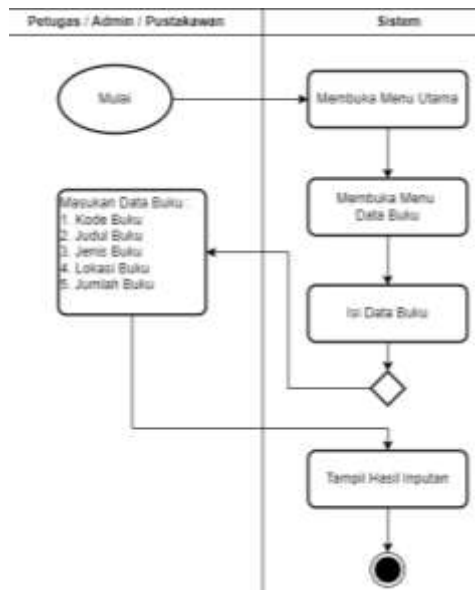 Petugas / Admin / Pustakawan
Sistem
Mulai
Membuka Menu Utama
Membuka Menu
Data Buku
Masukan Data Buku :
1. Kode Buku
2. Judul Buku
3. Jenis Buku
4. Lokasi Buku
5. Jumlah Buku
Isi Data Buku
Tampil Hasil Inputan